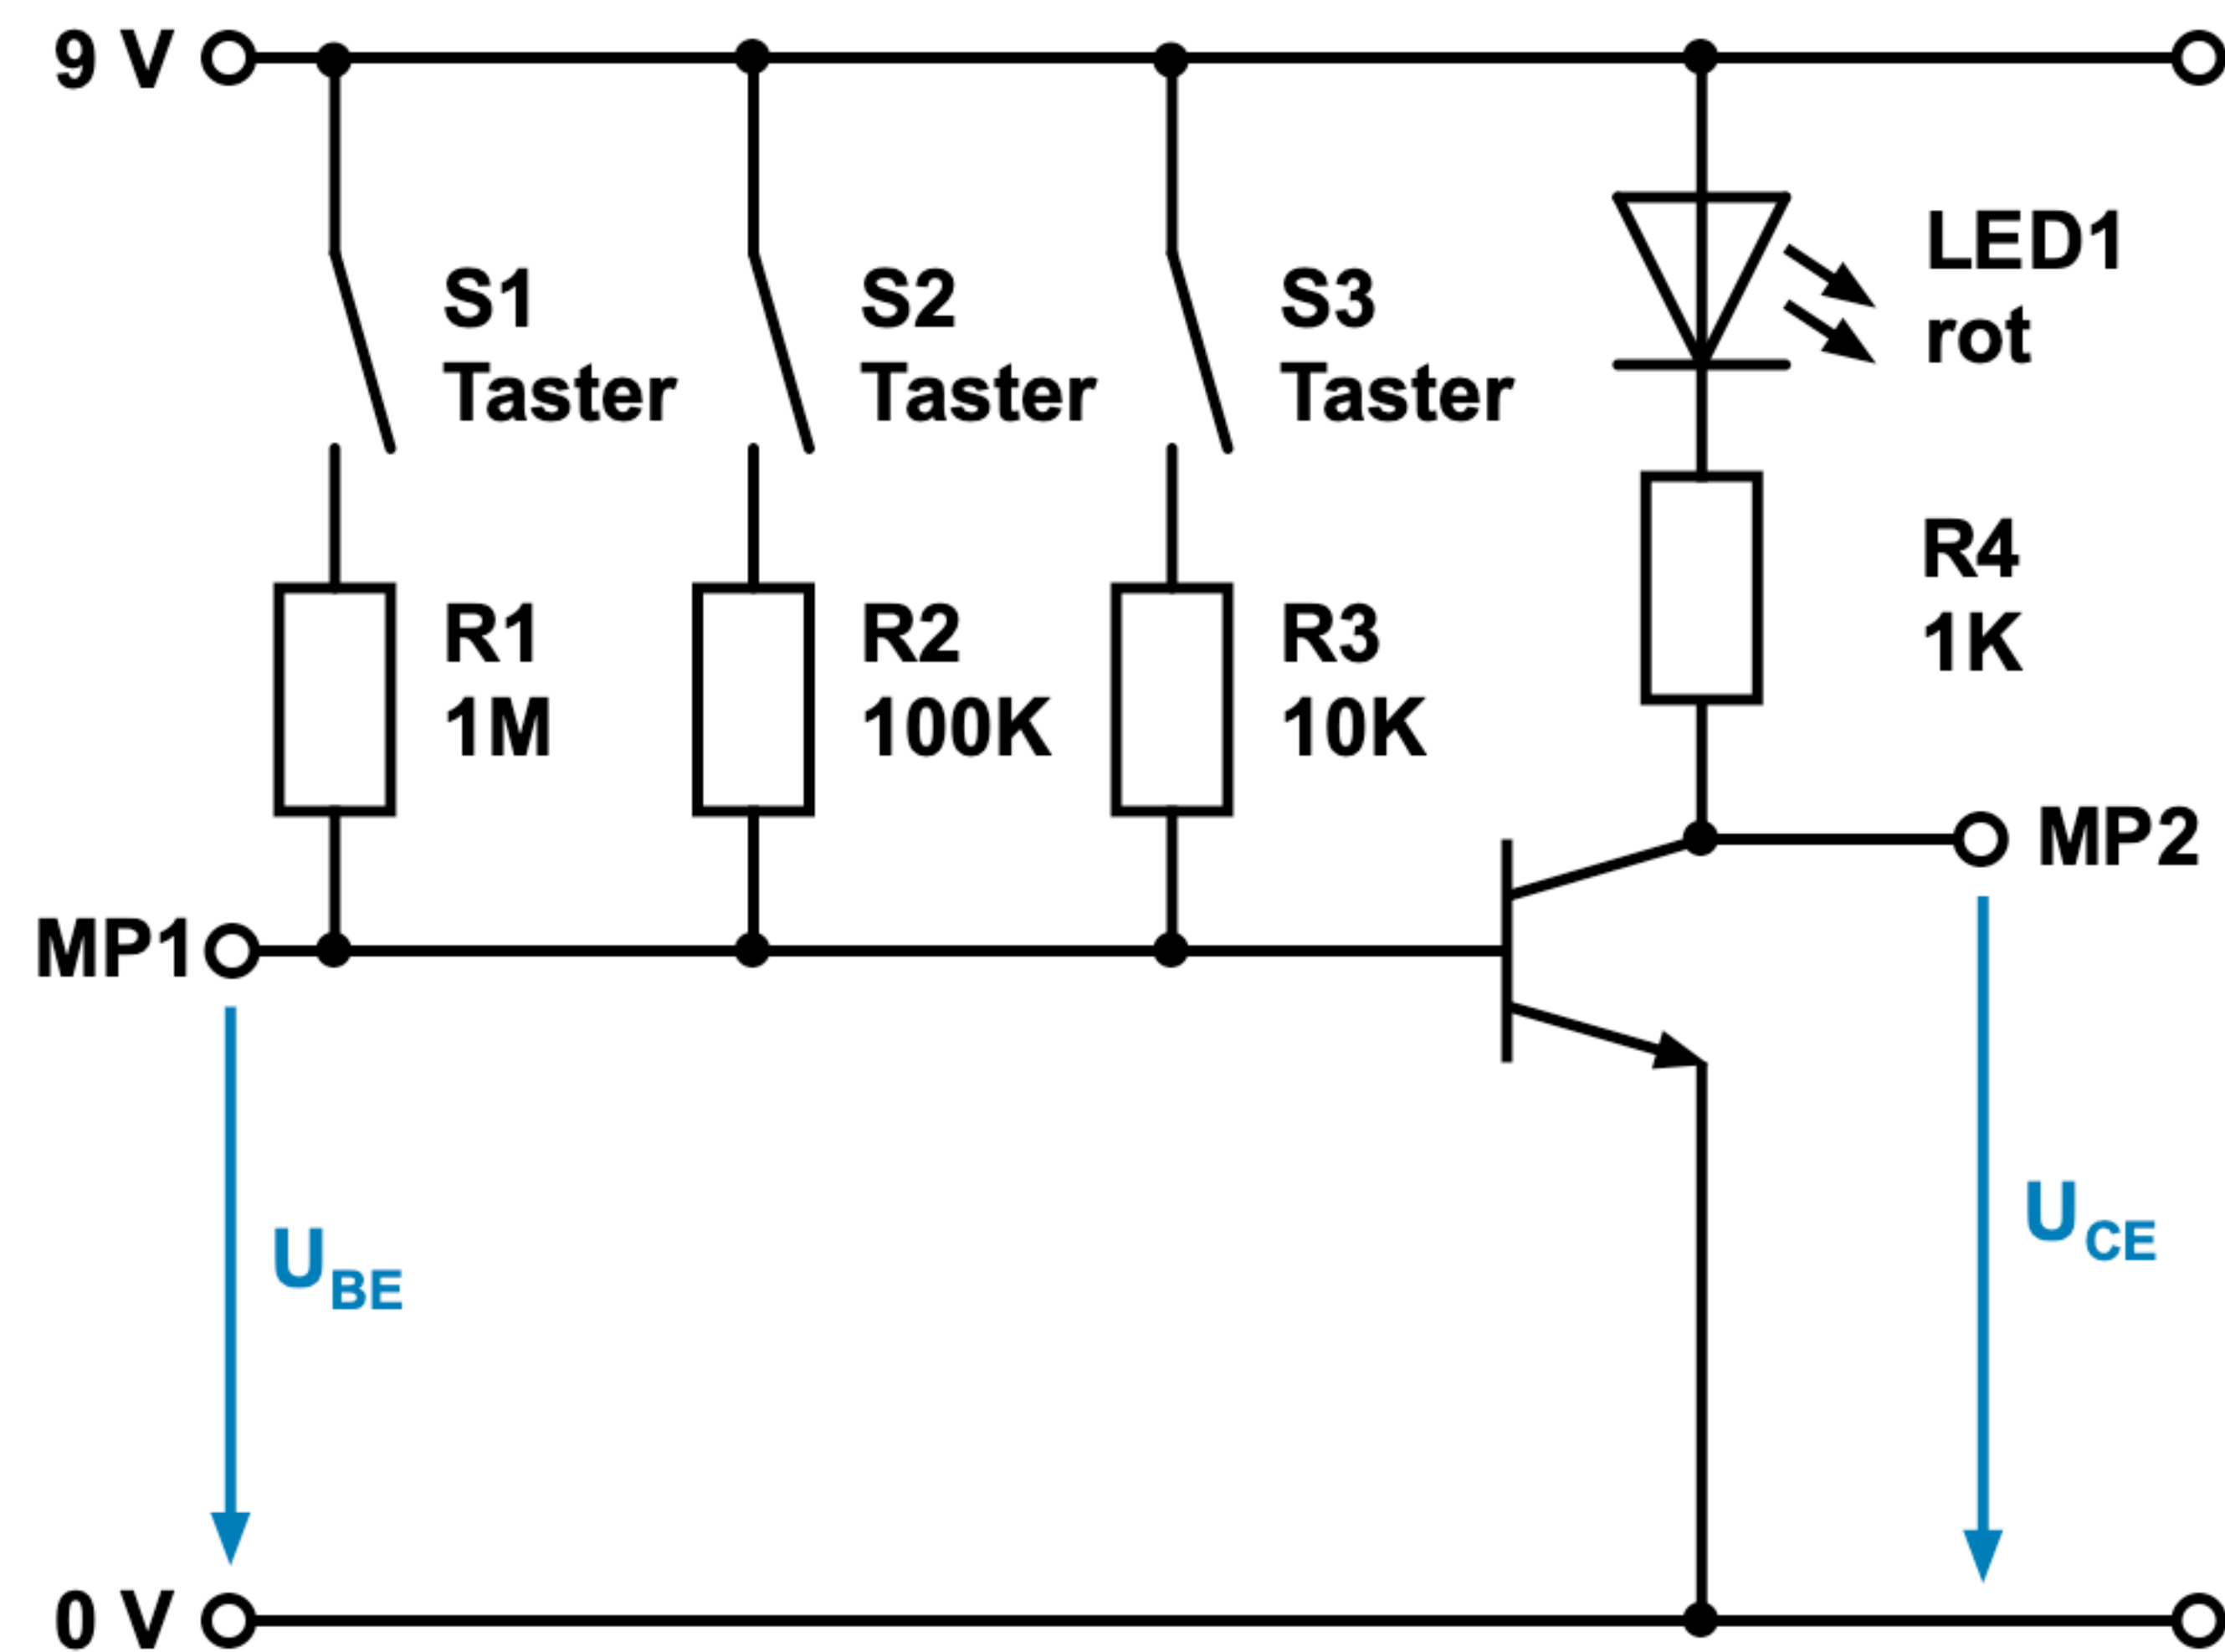 9 V
S1
Taster
S2
Taster
S3
Taster
LED1
rot
R1
1M
R2
100K
R3
10K
R4
1K
MP1
MP2
UBE
UCE
0 V